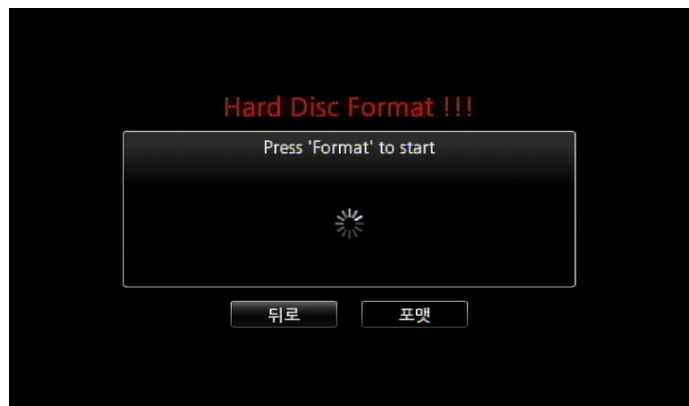 Hard Disc Format !!!
Press 'Format' to start
뒤로 포맷